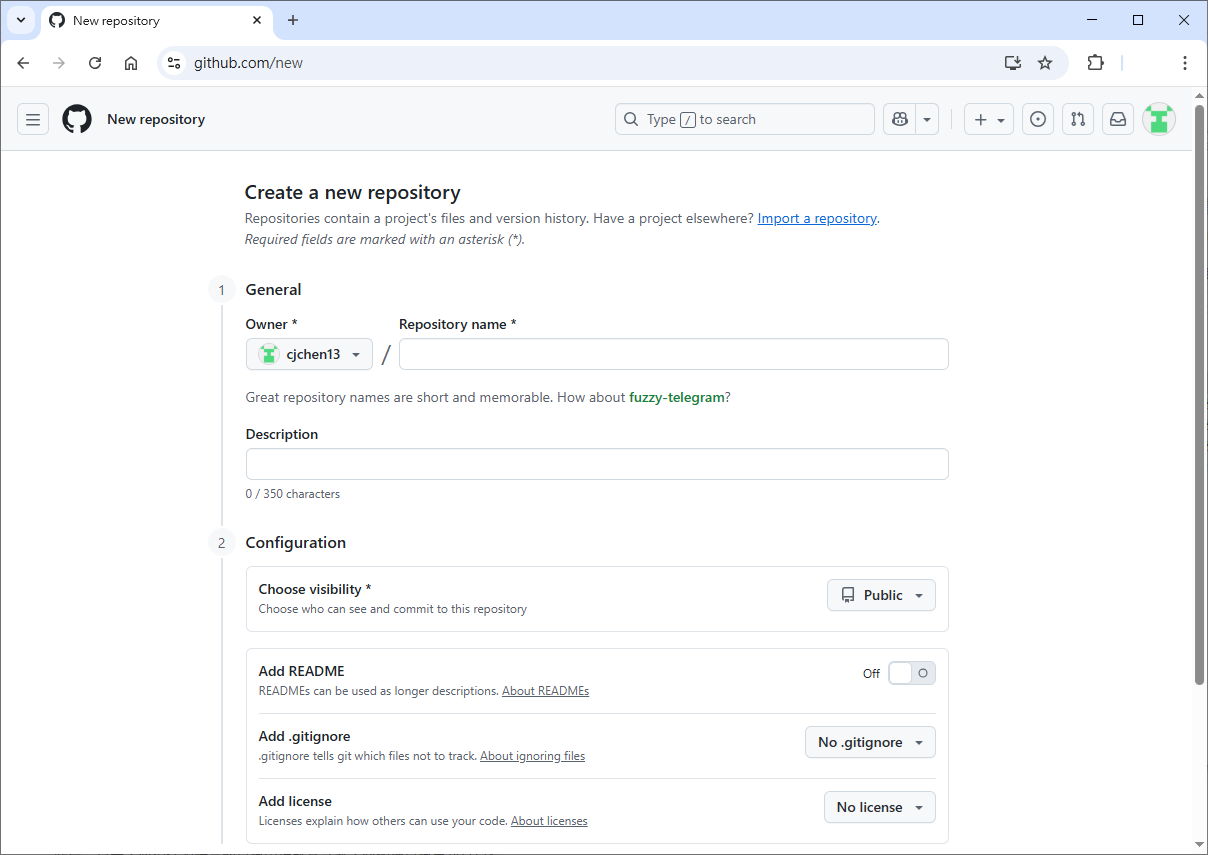 New repository
github.com/new
New repository
Type / to search
Create a new repository
Repositories contain a project's files and version history. Have a project elsewhere? Import a repository.
Required fields are marked with an asterisk (*).
1 General
Owner * Repository name *
cjchen13 /
Great repository names are short and memorable. How about fuzzy-telegram?
Description
0 / 350 characters
2 Configuration
Choose visibility *
Choose who can see and commit to this repository
Public
Add README
READMEs can be used as longer descriptions. About READMEs
Off
Add .gitignore
.gitignore tells git which files not to track. About ignoring files
No .gitignore
Add license
Licenses explain how others can use your code. About licenses
No license